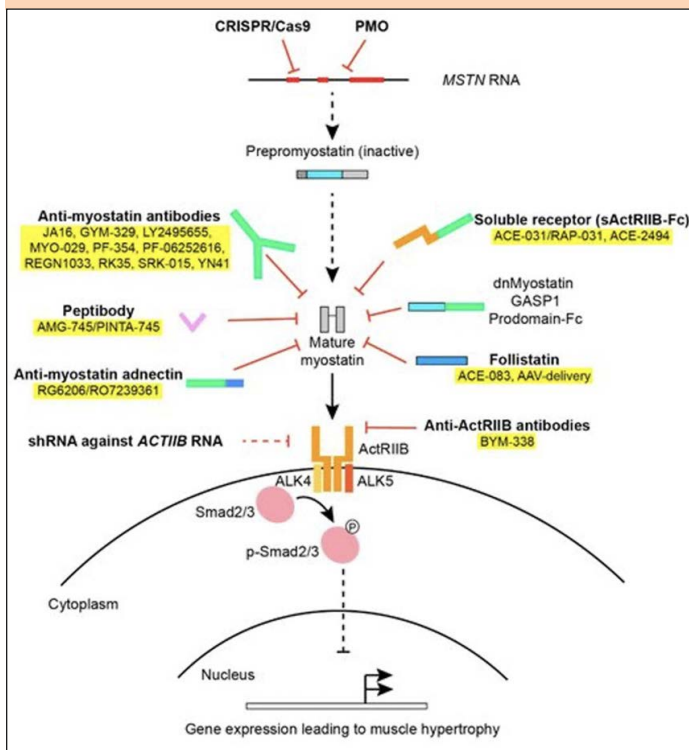 CRISPR/Cas9 PMO
MSTN RNA
Prepromyostatin (inactive)
Anti-myostatin antibodies
JA16, GYM-329, LY2495655,
MYO-029, PF-354, PF-06252616,
REGN1033, RK35, SRK-015, YN41
Soluble receptor (sActRIIB-Fc)
ACE-031/RAP-031, ACE-2494
Peptibody
AMG-745/PINTA-745
dnMyostatin
GASP1
Prodomain-Fc
Mature
myostatin
Anti-myostatin adnectin
RG6206/RO7239361
Follistatin
ACE-083, AAV-delivery
shRNA against ACTIIB RNA
Anti-ActRIIB antibodies
BYM-338
ActRIIB
ALK4 ALK5
Smad2/3
P
p-Smad2/3
Cytoplasm
Nucleus
Gene expression leading to muscle hypertrophy